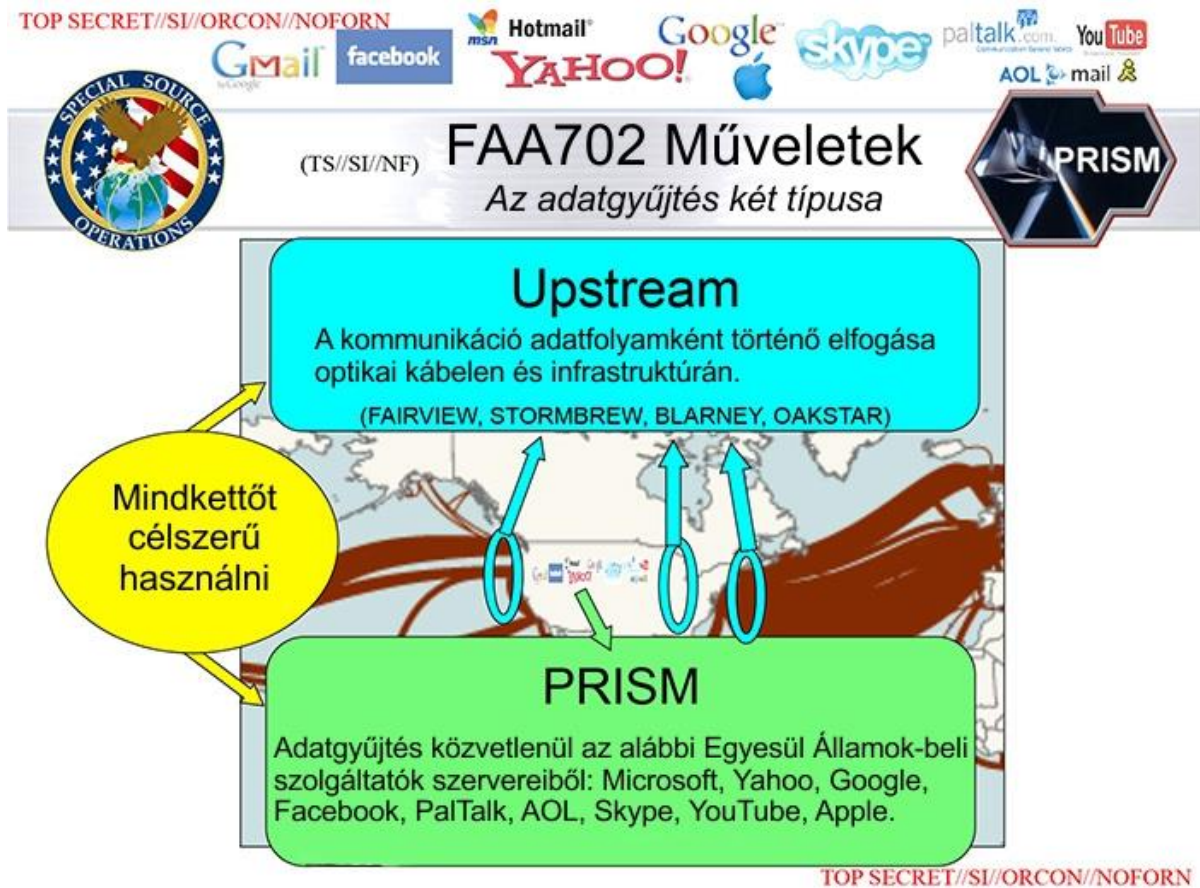 TOP SECRET//SI//ORCON//NOFORN
Gmail
by Google
facebook
msn Hotmail
YAHOO!
Google
skype
paltalk.com
YouTube
AOL mail
SPECIAL SOURCE OPERATIONS
(TS//SI//NF) FAA702 Műveletek
Az adatgyűjtés két típusa
PRISM
Upstream
A kommunikáció adatfolyamként történő elfogása
optikai kábelen és infrastruktúrán.
(FAIRVIEW, STORMBREW, BLARNEY, OAKSTAR)
Mindkettőt
célszerű
használni
PRISM
Adatgyűjtés közvetlenül az alábbi Egyesül Államok-beli
szolgáltatók szervereiből: Microsoft, Yahoo, Google,
Facebook, PalTalk, AOL, Skype, YouTube, Apple.
TOP SECRET//SI//ORCON//NOFORN